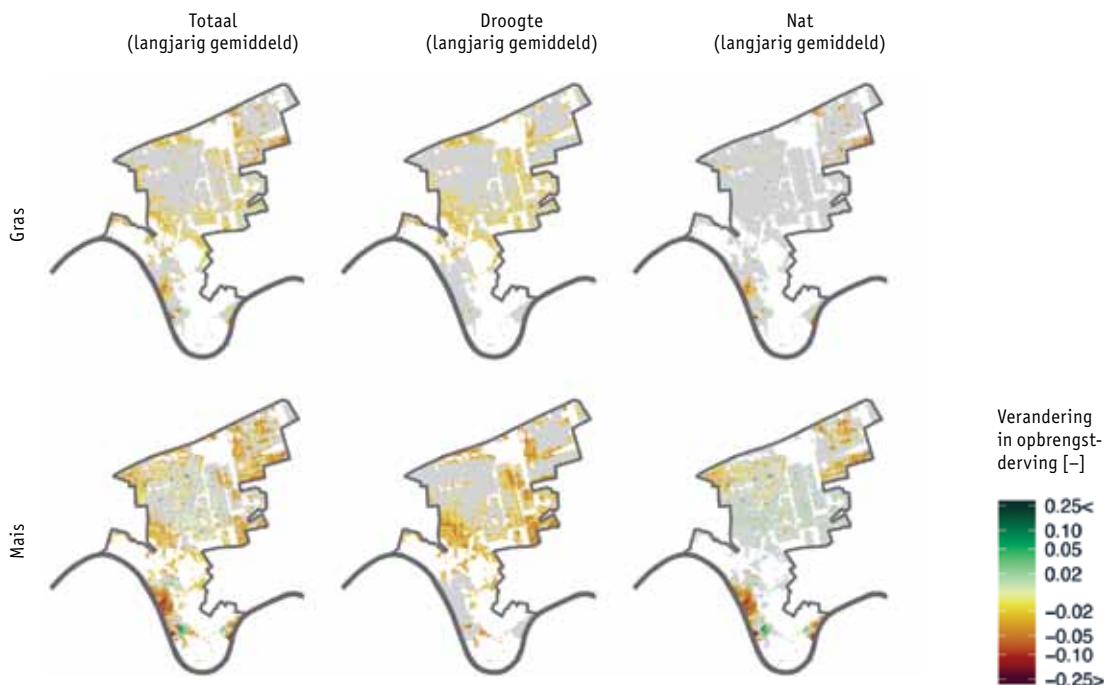 Totaal
(langjarig gemiddeld)
Droogte
(langjarig gemiddeld)
Nat
(langjarig gemiddeld)
Gras
Mais
Verandering
in opbrengst-
derving [–]
0.25<
0.10
0.05
0.02
−0.02
−0.05
−0.10
−0.25>